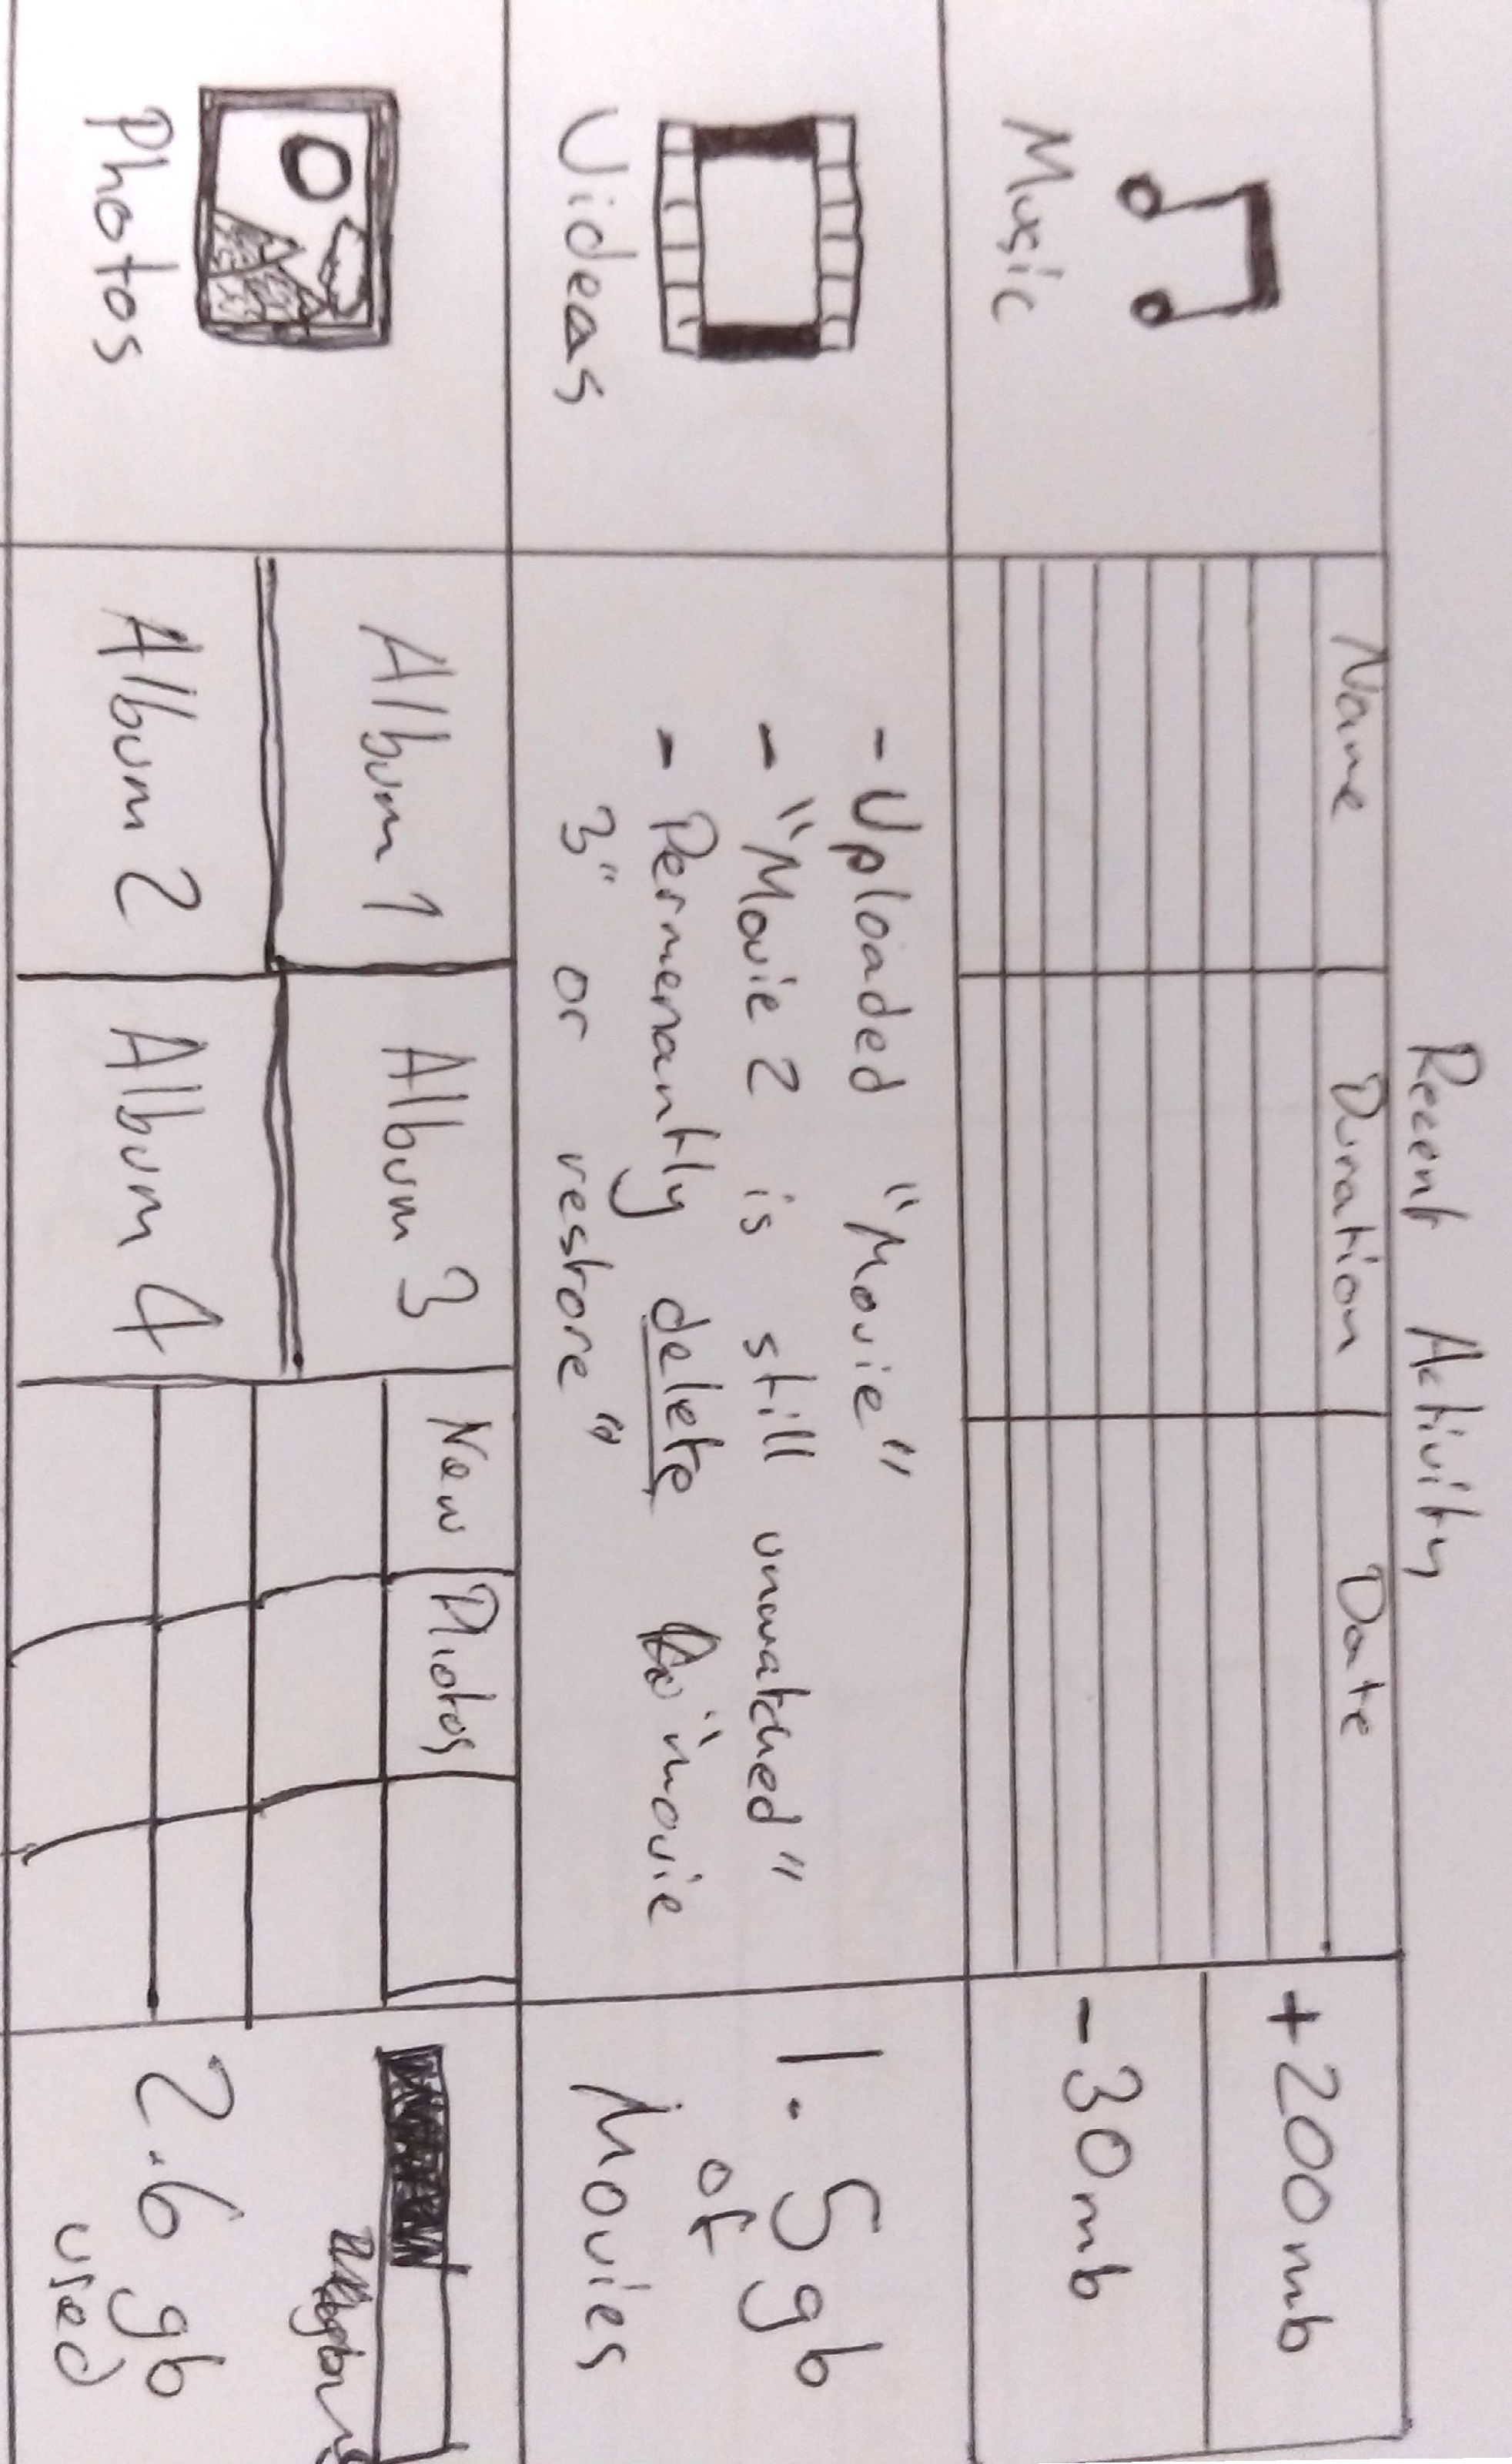 Recent Activity
Music
Name Duration Date
+200mb
-30mb
Videos
- Uploaded "Movie"
- "Movie 2 is still unwatched"
- Permenantly delete "movie
3" or restore"
1.5gb
of
Movies
Photos
Album 1
Album 3
Album 2
Album 4
New Photos
2.6gb
used